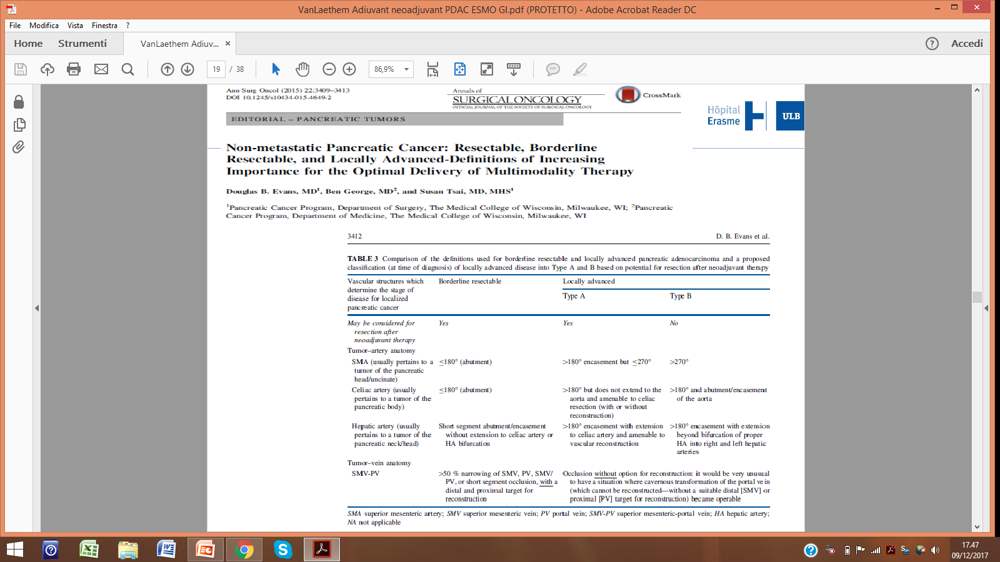 VanLaethem Adiuvant neoadjuvant PDAC ESMO GI.pdf (PROTETTO) - Adobe Acrobat Reader DC
File Modifica Vista Finestra ?
Home Strumenti VanLaethem Adiuv... × Accedi
19 / 38 86,9%
Ann Surg Oncol (2015) 22:3409–3413
DOI 10.1245/s10434-015-4649-2
Annals of
SURGICAL ONCOLOGY
OFFICIAL JOURNAL OF THE SOCIETY OF SURGICAL ONCOLOGY
CrossMark
EDITORIAL – PANCREATIC TUMORS
Hôpital
Erasme
ULB
Non-metastatic Pancreatic Cancer: Resectable, Borderline
Resectable, and Locally Advanced-Definitions of Increasing
Importance for the Optimal Delivery of Multimodality Therapy
Douglas B. Evans, MD1, Ben George, MD2, and Susan Tsai, MD, MHS1
1Pancreatic Cancer Program, Department of Surgery, The Medical College of Wisconsin, Milwaukee, WI; 2Pancreatic
Cancer Program, Department of Medicine, The Medical College of Wisconsin, Milwaukee, WI
3412 D. B. Evans et al.
TABLE 3 Comparison of the definitions used for borderline resectable and locally advanced pancreatic adenocarcinoma and a proposed
classification (at time of diagnosis) of locally advanced disease into Type A and B based on potential for resection after neoadjuvant therapy
Vascular structures which
determine the stage of
disease for localized
pancreatic cancer
Borderline resectable
Locally advanced
Type A Type B
May be considered for
resection after
neoadjuvant therapy
Yes
Yes
No
Tumor–artery anatomy
SMA (usually pertains to a
tumor of the pancreatic
head/uncinate)
≤180° (abutment)
>180° encasement but ≤270°
>270°
Celiac artery (usually
pertains to a tumor of the
pancreatic body)
≤180° (abutment)
>180° but does not extend to the
aorta and amenable to celiac
resection (with or without
reconstruction)
>180° and abutment/encasement
of the aorta
Hepatic artery (usually
pertains to a tumor of the
pancreatic neck/head)
Short segment abutment/encasement
without extension to celiac artery or
HA bifurcation
>180° encasement with extension
to celiac artery and amenable to
vascular reconstruction
>180° encasement with extension
beyond bifurcation of proper
HA into right and left hepatic
arteries
Tumor–vein anatomy
SMV-PV
>50 % narrowing of SMV, PV, SMV/
PV, or short segment occlusion, with a
distal and proximal target for
reconstruction
Occlusion without option for reconstruction: it would be very unusual
to have a situation where cavernous transformation of the portal vein
(which cannot be reconstructed—without a suitable distal [SMV] or
proximal [PV] target for reconstruction) became operable
SMA superior mesenteric artery; SMV superior mesenteric vein; PV portal vein; SMV-PV superior mesenteric-portal vein; HA hepatic artery;
NA not applicable
17.47
09/12/2017